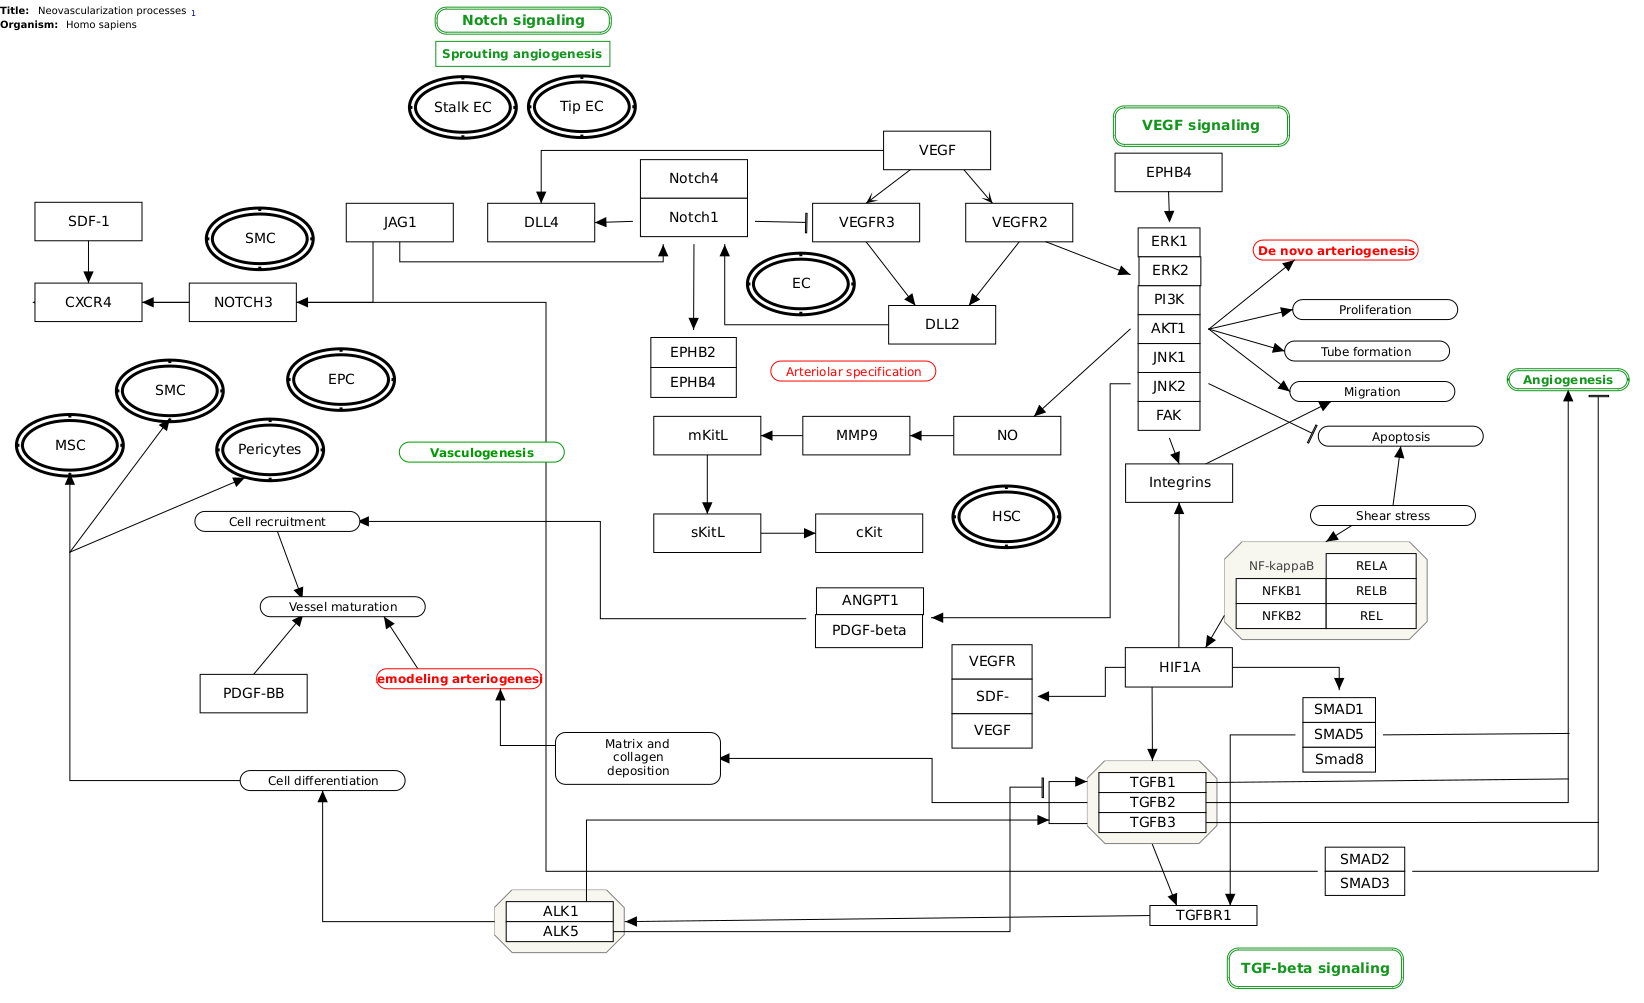 Title: Neovascularization processes 1
Organism: Homo sapiens
Notch signaling
Sprouting angiogenesis
Stalk EC
Tip EC
VEGF signaling
VEGF
EPHB4
Notch4
Notch1
SDF-1
SMC
JAG1
DLL4
VEGFR3
VEGFR2
ERK1
ERK2
PI3K
AKT1
JNK1
JNK2
FAK
De novo arteriogenesis
EC
CXCR4
NOTCH3
DLL2
Proliferation
Tube formation
Migration
Angiogenesis
Apoptosis
EPHB2
EPHB4
Arteriolar specification
SMC
EPC
MSC
Pericytes
Vasculogenesis
mKitL
MMP9
NO
Integrins
sKitL
cKit
HSC
Shear stress
Cell recruitment
NF-kappaB
RELA
NFKB1
RELB
NFKB2
REL
Vessel maturation
ANGPT1
PDGF-beta
PDGF-BB
emodeling arteriogenesi
VEGFR
SDF-
VEGF
HIF1A
SMAD1
SMAD5
Smad8
Matrix and
collagen
deposition
Cell differentiation
TGFB1
TGFB2
TGFB3
SMAD2
SMAD3
ALK1
ALK5
TGFBR1
TGF-beta signaling